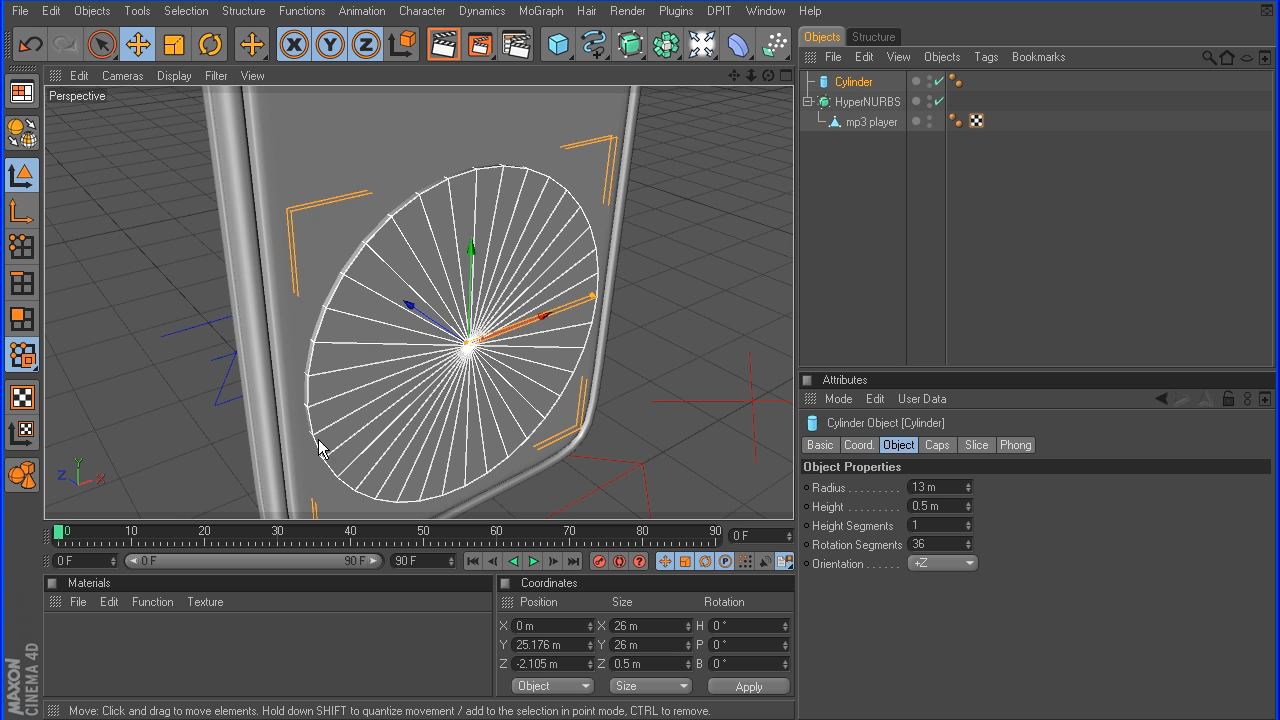 File Edit Objects Tools Selection Structure Functions Animation Character Dynamics MoGraph Hair Render Plugins DPIT Window Help
X Y Z
Objects Structure
File Edit View Objects Tags Bookmarks
Edit Cameras Display Filter View
Perspective
Cylinder
HyperNURBS
mp3 player
Attributes
Mode Edit User Data
Cylinder Object [Cylinder]
Basic Coord. Object Caps Slice Phong
Object Properties
Radius . . . . . . . . . 13 m
Height . . . . . . . . . 0.5 m
Height Segments 1
Rotation Segments 36
Orientation . . . . . . +Z
Y
Z X
0 10 20 30 40 50 60 70 80 90 0 F
0 F 0 F 90 F 90 F
Materials
File Edit Function Texture
Coordinates
Position Size Rotation
X 0 m X 26 m H 0 °
Y 25.176 m Y 26 m P 0 °
Z -2.105 m Z 0.5 m B 0 °
Object Size Apply
MAXON
CINEMA 4D
Move: Click and drag to move elements. Hold down SHIFT to quantize movement / add to the selection in point mode, CTRL to remove.